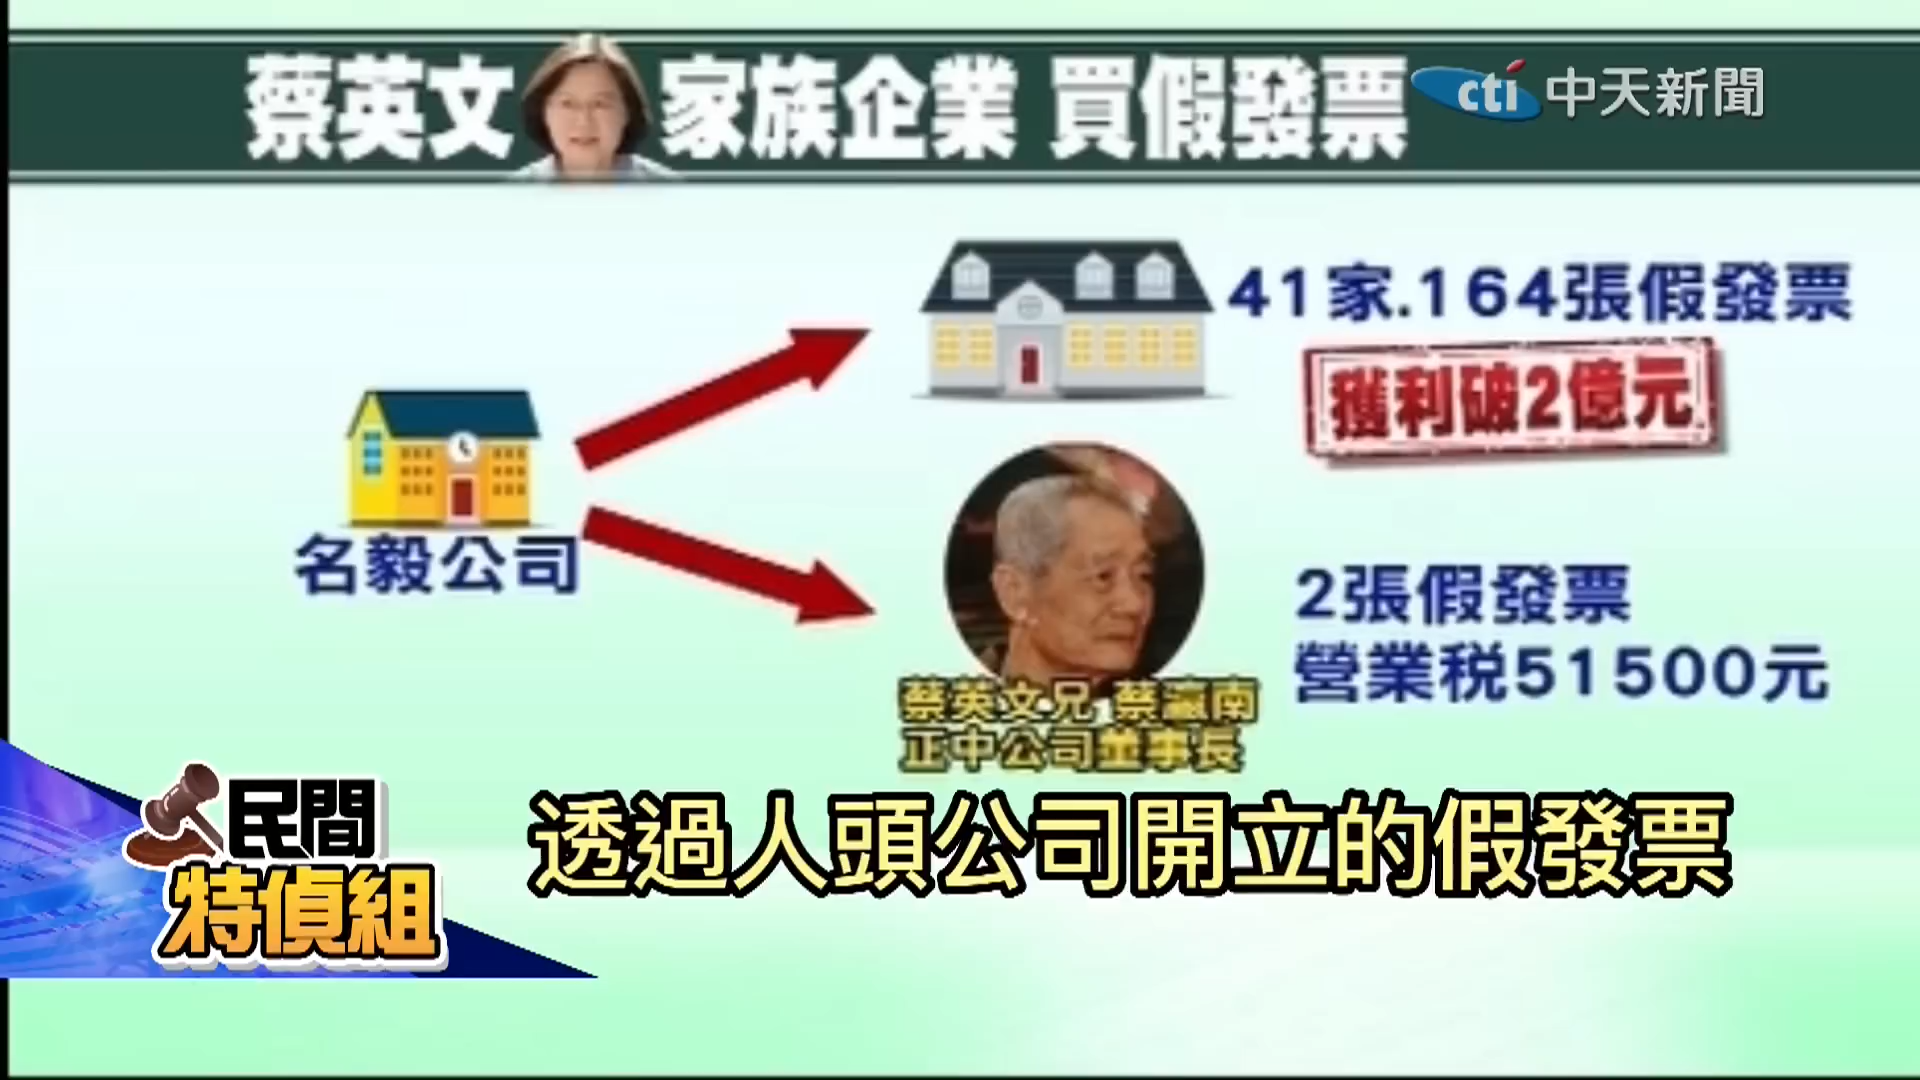 蔡英文 家族企業 買假發票
cti 中天新聞
41家.164張假發票
獲利破2億元
名毅公司
蔡英文兄 蔡瀛南
正中公司董事長
2張假發票
營業稅51500元
民間
特偵組
透過人頭公司開立的假發票